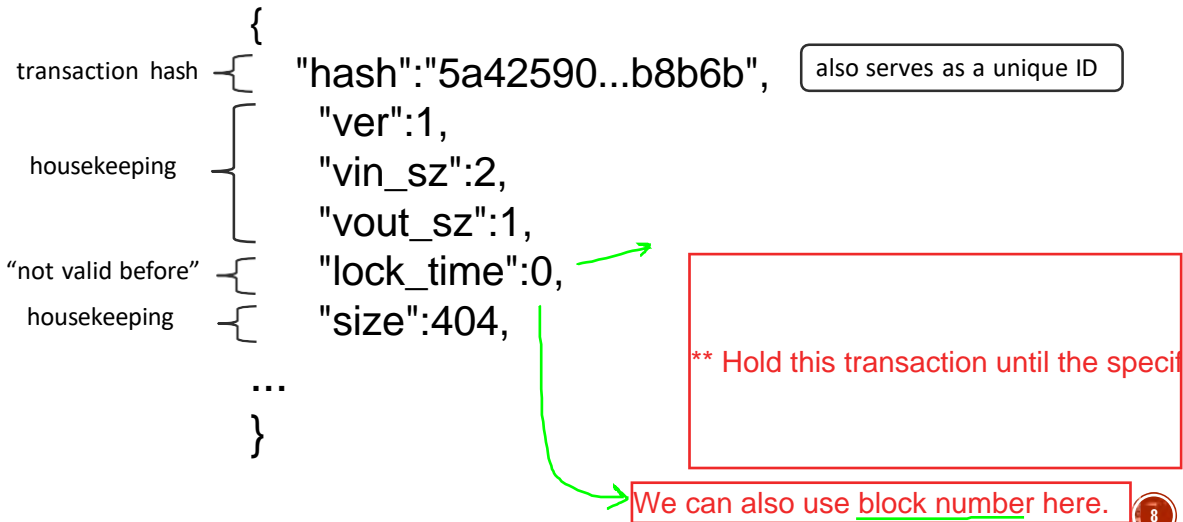 {
transaction hash "hash":"5a42590...b8b6b", also serves as a unique ID
"ver":1,
housekeeping "vin_sz":2,
"vout_sz":1,
“not valid before” "lock_time":0,
housekeeping "size":404,
** Hold this transaction until the specif
...
}
We can also use block number here.
8